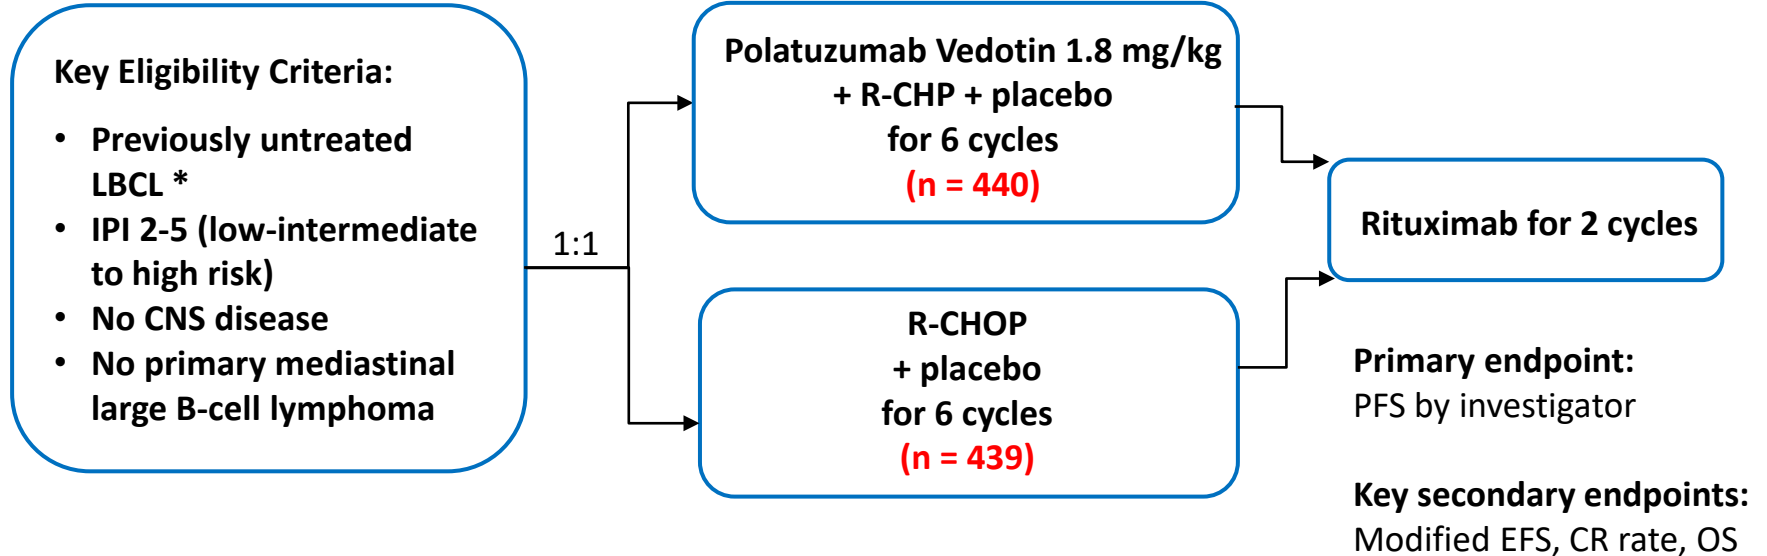 Key Eligibility Criteria:
• Previously untreated
LBCL *
• IPI 2-5 (low-intermediate
to high risk)
• No CNS disease
• No primary mediastinal
large B-cell lymphoma
1:1
Polatuzumab Vedotin 1.8 mg/kg
+ R-CHP + placebo
for 6 cycles
(n = 440)
R-CHOP
+ placebo
for 6 cycles
(n = 439)
Rituximab for 2 cycles
Primary endpoint:
PFS by investigator
Key secondary endpoints:
Modified EFS, CR rate, OS